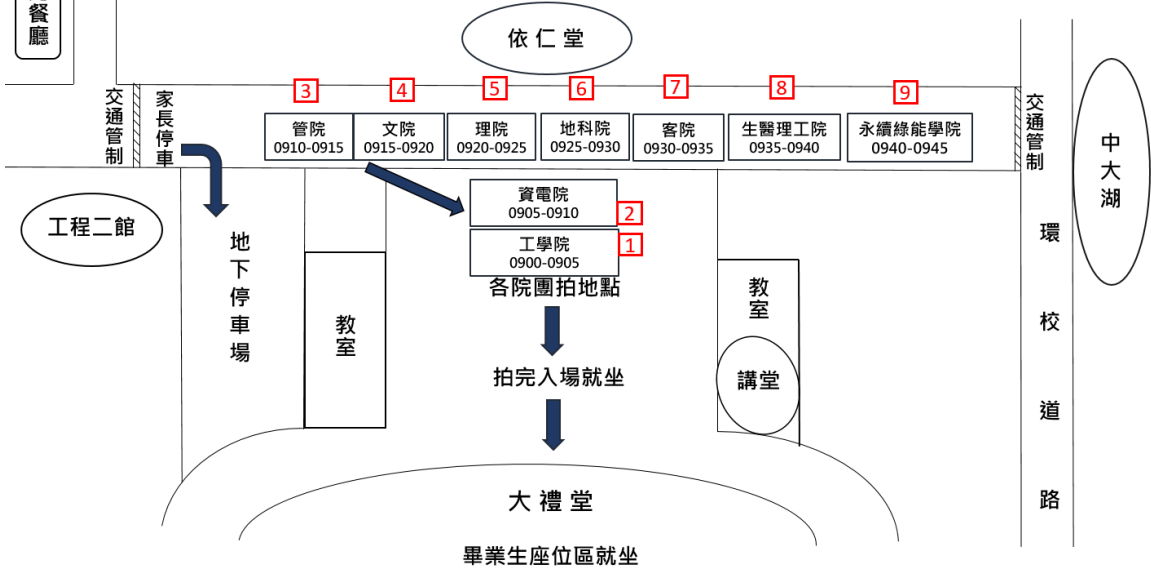 餐廳
依仁堂
3
4
5
6
7
8
9
交通管制
家長停車
管院
0910-0915
文院
0915-0920
理院
0920-0925
地科院
0925-0930
客院
0930-0935
生醫理工院
0935-0940
永續綠能學院
0940-0945
交通管制
中大湖
資電院
0905-0910
2
工學院
0900-0905
1
各院團拍地點
工程二館
地下停車場
教室
教室
講堂
環校道路
拍完入場就坐
大禮堂
畢業生座位區就坐